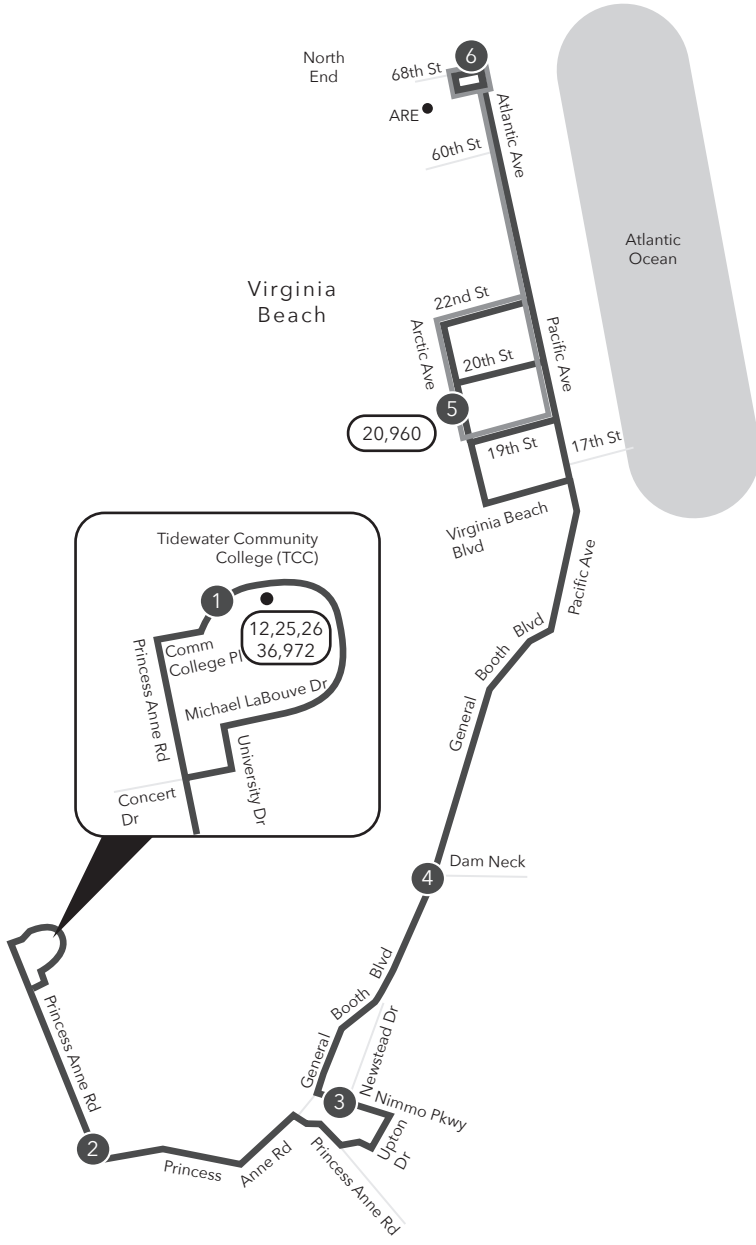 6
North
End
68th St
ARE
Atlantic Ave
60th St
Atlantic
Ocean
Virginia
Beach
22nd St
Arctic Ave
20th St
Pacific Ave
5
20,960
19th St
17th St
Virginia Beach
Blvd
Pacific Ave
Tidewater Community
College (TCC)
1
12,25,26
36,972
Comm
College Pl
Princess Anne Rd
Michael LaBouve Dr
University Dr
Concert
Dr
General Booth Blvd
4
Dam Neck
General Booth Blvd
Newstead Dr
3
Nimmo Pkwy
Upton
Dr
Princess Anne Rd
2
Princess Anne Rd
Princess Anne Rd